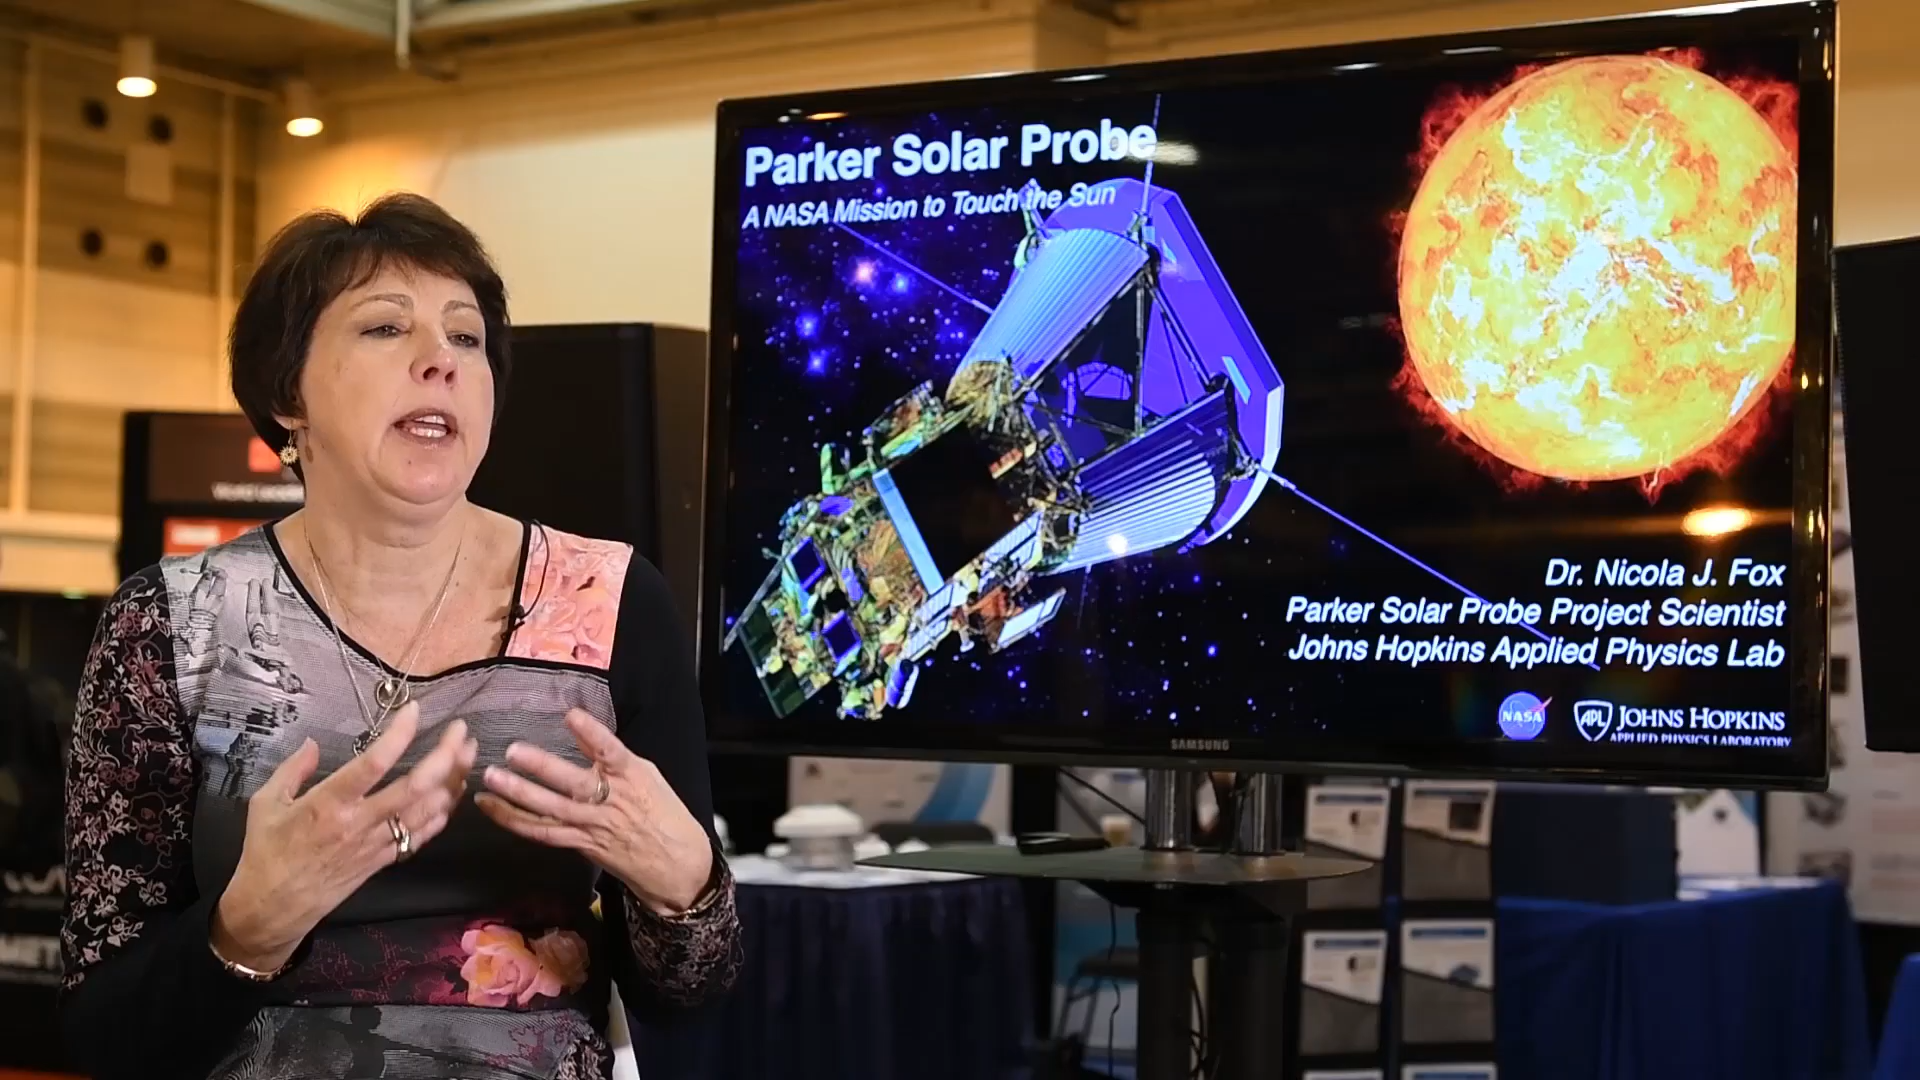 Parker Solar Probe
A NASA Mission to Touch the Sun
Dr. Nicola J. Fox
Parker Solar Probe Project Scientist
Johns Hopkins Applied Physics Lab
NASA
APL
JOHNS HOPKINS
APPLIED PHYSICS LABORATORY
SAMSUNG